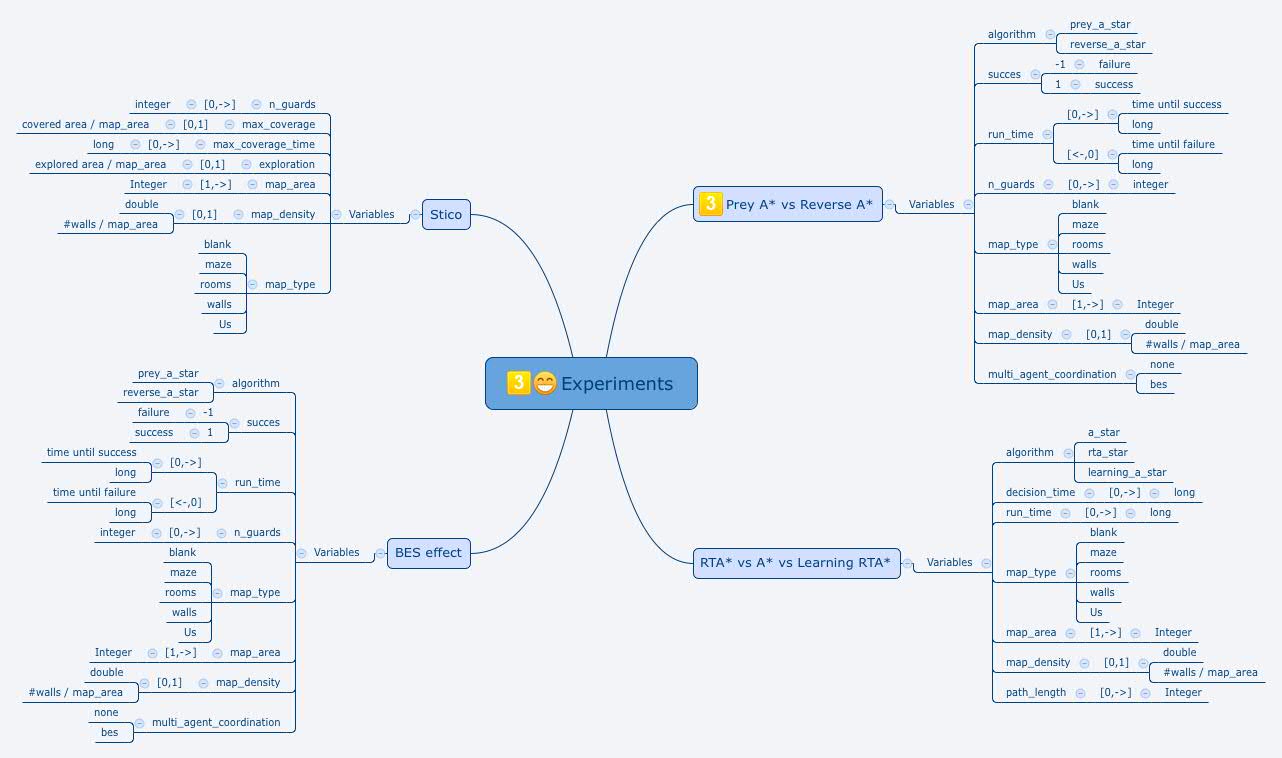 3 Experiments
3 Prey A* vs Reverse A*
Variables
algorithm
prey_a_star
reverse_a_star
succes
-1 failure
1 success
run_time
[0,->]
time until success
long
[<-,0]
time until failure
long
n_guards [0,->] integer
map_type
blank
maze
rooms
walls
Us
map_area [1,->] Integer
map_density [0,1]
double
#walls / map_area
multi_agent_coordination
none
bes
RTA* vs A* vs Learning RTA*
Variables
algorithm
a_star
rta_star
learning_a_star
decision_time [0,->] long
run_time [0,->] long
map_type
blank
maze
rooms
walls
Us
map_area [1,->] Integer
map_density [0,1]
double
#walls / map_area
path_length [0,->] Integer
Stico
Variables
integer [0,->] n_guards
covered area / map_area [0,1] max_coverage
long [0,->] max_coverage_time
explored area / map_area [0,1] exploration
Integer [1,->] map_area
double
#walls / map_area
[0,1] map_density
blank
maze
rooms
walls
Us
map_type
BES effect
Variables
prey_a_star
reverse_a_star
algorithm
failure -1
success 1
succes
time until success
long
[0,->]
time until failure
long
[<-,0]
run_time
integer [0,->] n_guards
blank
maze
rooms
walls
Us
map_type
Integer [1,->] map_area
double
#walls / map_area
[0,1] map_density
none
bes
multi_agent_coordination